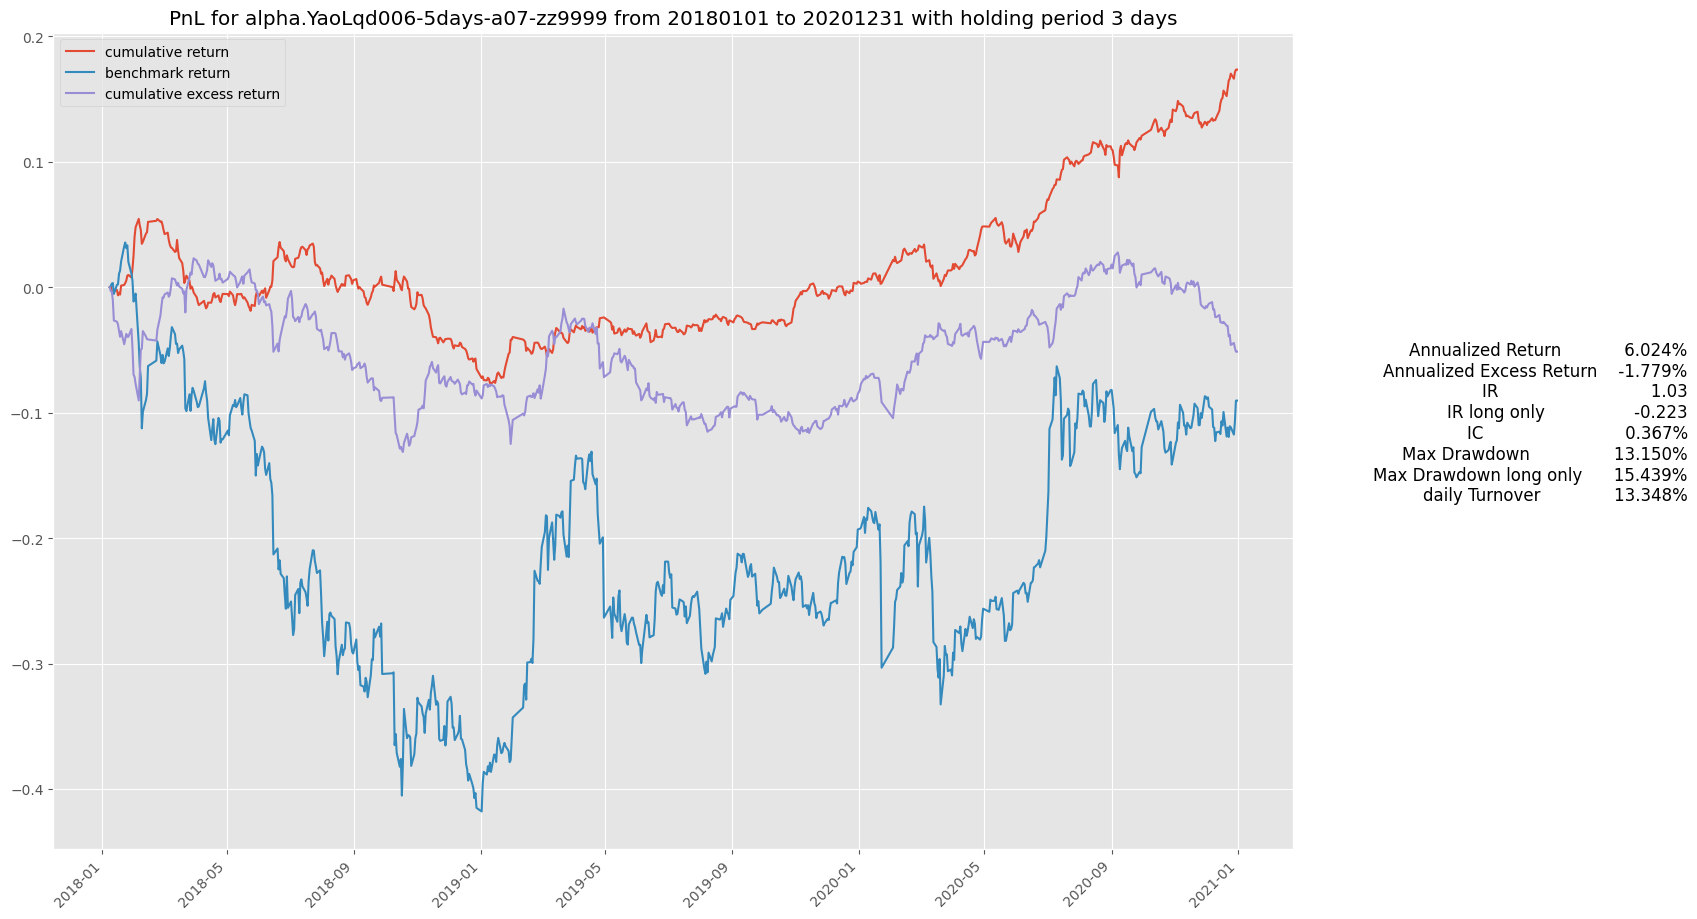 PnL for alpha.YaoLqd006-5days-a07-zz9999 from 20180101 to 20201231 with holding period 3 days
cumulative return
benchmark return
cumulative excess return
0.2
0.1
0.0
−0.1
−0.2
−0.3
−0.4
2018-01
2018-05
2018-09
2019-01
2019-05
2019-09
2020-01
2020-05
2020-09
2021-01
Annualized Return 6.024%
Annualized Excess Return -1.779%
IR 1.03
IR long only -0.223
IC 0.367%
Max Drawdown 13.150%
Max Drawdown long only 15.439%
daily Turnover 13.348%